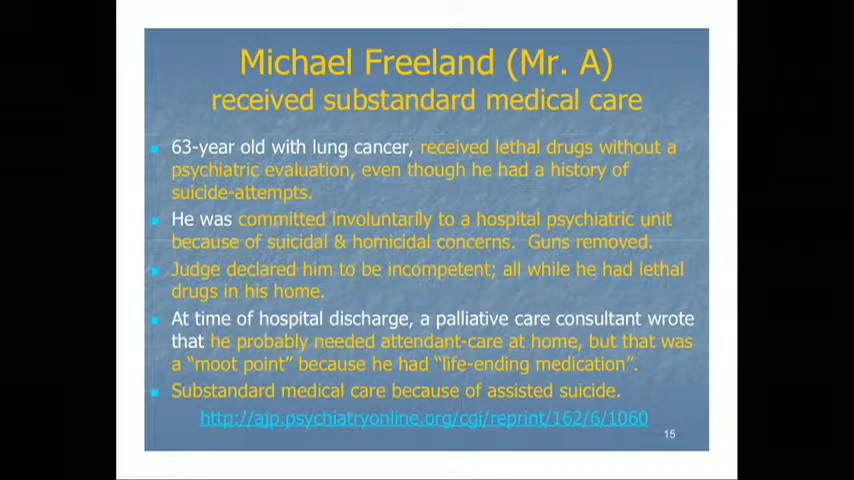 Michael Freeland (Mr. A)
received substandard medical care
63-year old with lung cancer, received lethal drugs without a
psychiatric evaluation, even though he had a history of
suicide-attempts.
He was committed involuntarily to a hospital psychiatric unit
because of suicidal & homicidal concerns. Guns removed.
Judge declared him to be incompetent; all while he had lethal
drugs in his home.
At time of hospital discharge, a palliative care consultant wrote
that he probably needed attendant-care at home, but that was
a “moot point” because he had “life-ending medication”.
Substandard medical care because of assisted suicide.
http://ajp.psychiatryonline.org/cgi/reprint/162/6/1060
15